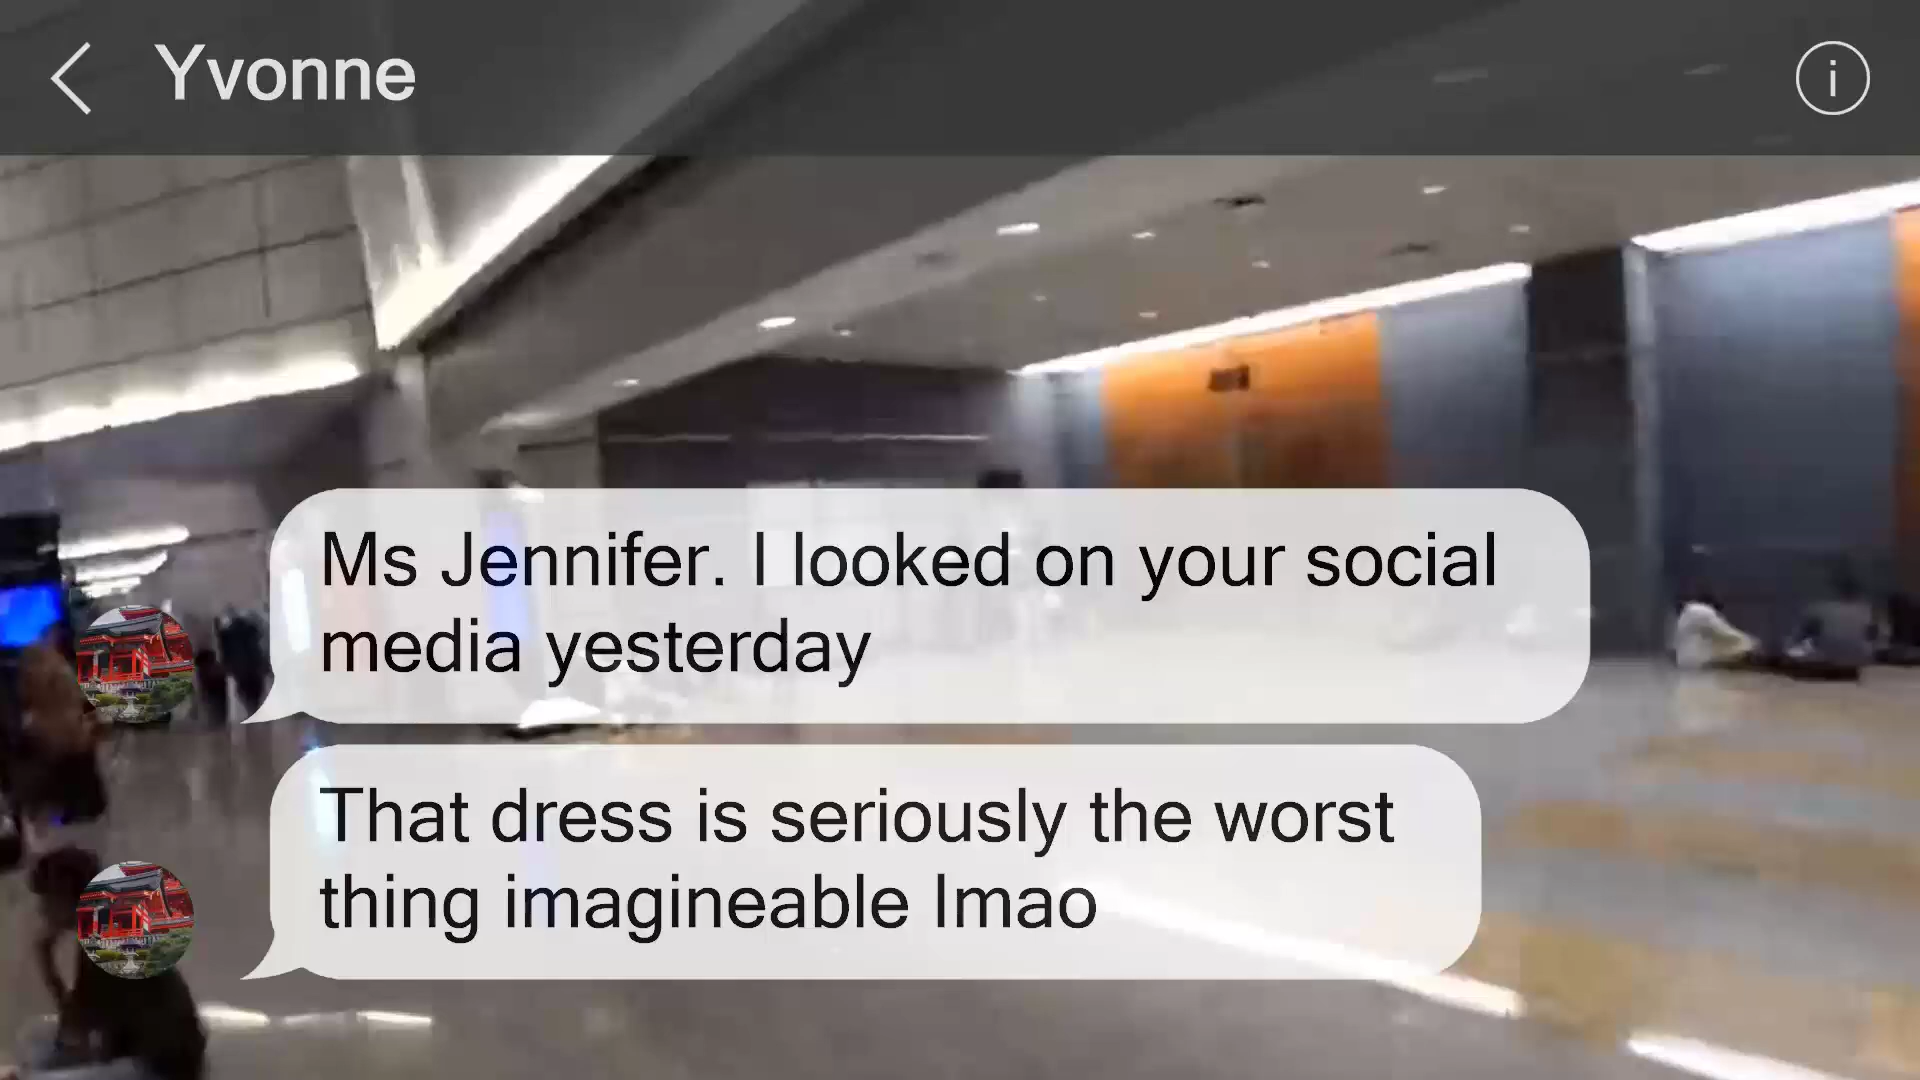 Yvonne
Ms Jennifer. I looked on your social
media yesterday
That dress is seriously the worst
thing imagineable lmao